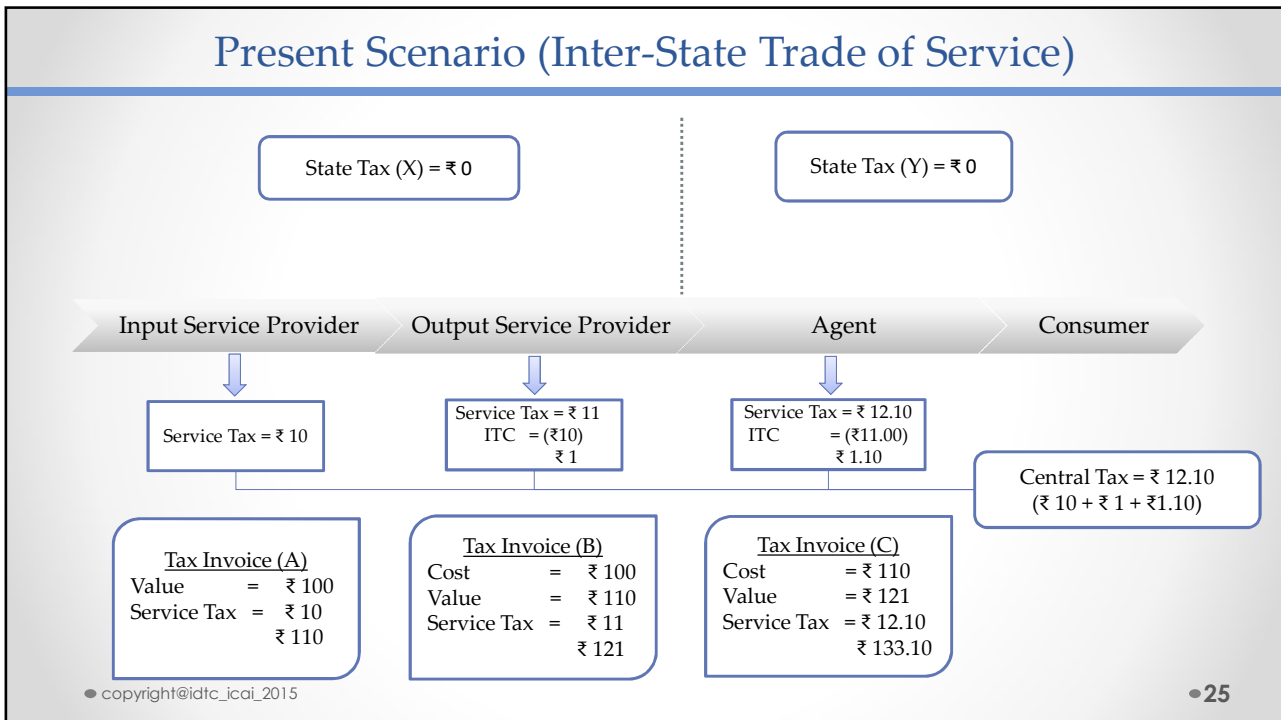 Present Scenario (Inter-State Trade of Service)
State Tax (X) = ₹ 0
State Tax (Y) = ₹ 0
Input Service Provider
Output Service Provider
Agent
Consumer
Service Tax = ₹ 10
Service Tax = ₹ 11
ITC = (₹10)
₹ 1
Service Tax = ₹ 12.10
ITC = (₹11.00)
₹ 1.10
Central Tax = ₹ 12.10
(₹ 10 + ₹ 1 + ₹1.10)
Tax Invoice (A)
Value = ₹ 100
Service Tax = ₹ 10
₹ 110
Tax Invoice (B)
Cost = ₹ 100
Value = ₹ 110
Service Tax = ₹ 11
₹ 121
Tax Invoice (C)
Cost = ₹ 110
Value = ₹ 121
Service Tax = ₹ 12.10
₹ 133.10
● copyright@idtc_icai_2015
●25